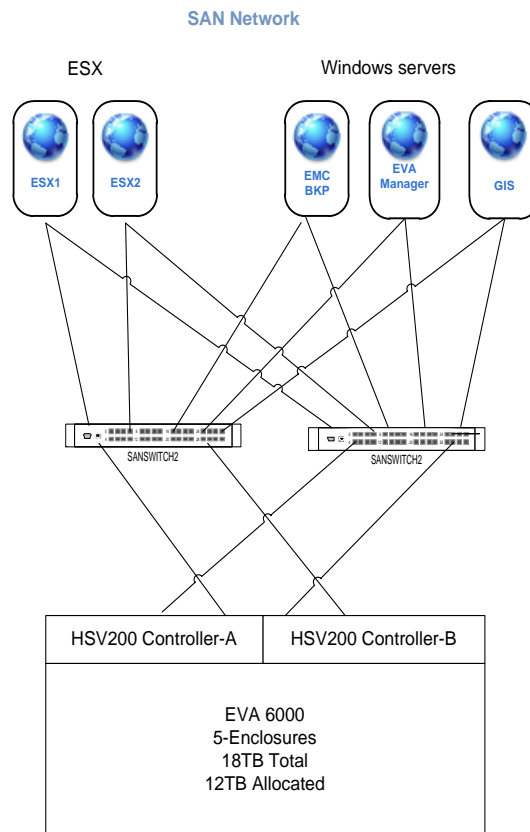 SAN Network
ESX
Windows servers
ESX1
ESX2
EMC
BKP
EVA
Manager
GIS
SANSWITCH2
SANSWITCH2
HSV200 Controller-A
HSV200 Controller-B
EVA 6000
5-Enclosures
18TB Total
12TB Allocated